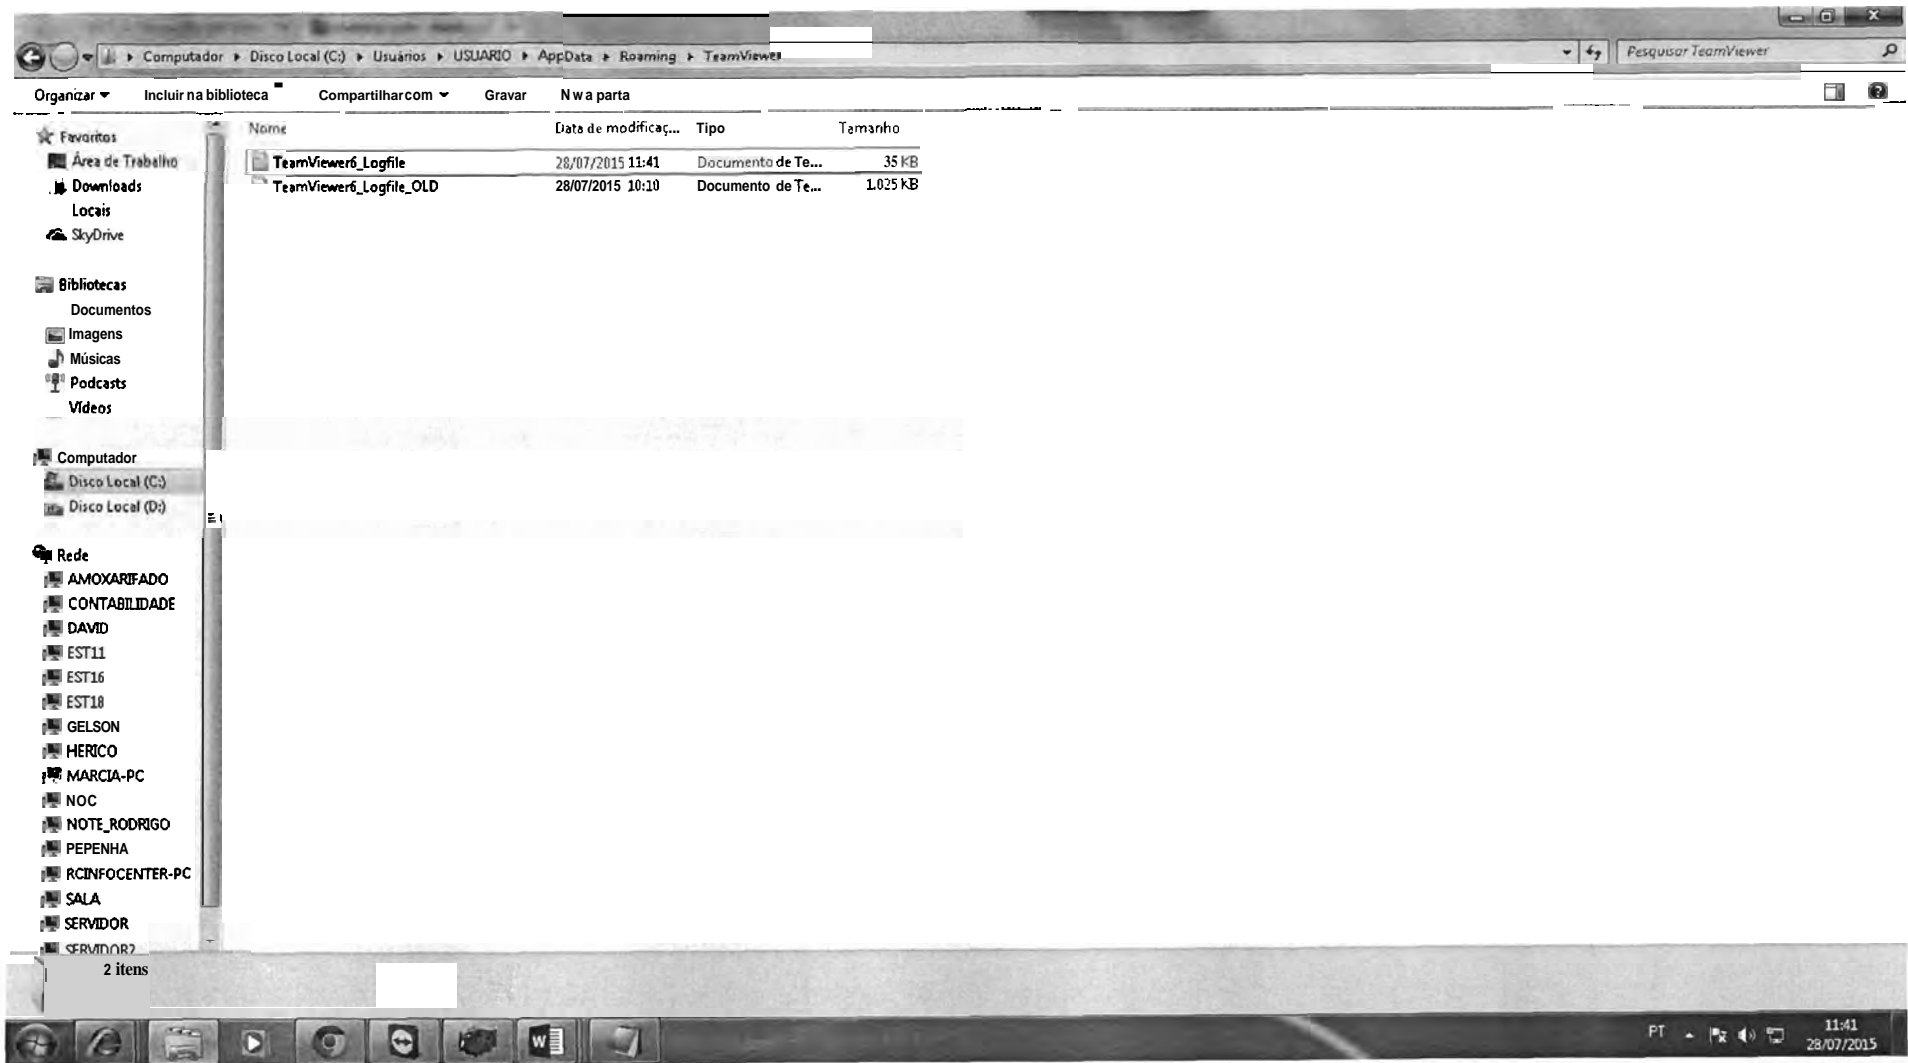 Computador ▸ Disco Local (C:) ▸ Usuários ▸ USUARIO ▸ AppData ▸ Roaming ▸ TeamViewer
Pesquisar TeamViewer
Organizar Incluir na biblioteca Compartilhar com Gravar N w a parta
Nome Data de modificaç... Tipo Tamanho
TeamViewer6_Logfile 28/07/2015 11:41 Documento de Te... 35 KB
TeamViewer6_Logfile_OLD 28/07/2015 10:10 Documento de Te... 1.025 KB
Favoritos
Área de Trabalho
Downloads
Locais
SkyDrive
Bibliotecas
Documentos
Imagens
Músicas
Podcasts
Vídeos
Computador
Disco Local (C:)
Disco Local (D:)
Rede
AMOXARIFADO
CONTABILIDADE
DAVID
EST11
EST16
EST18
GELSON
HERICO
MARCIA-PC
NOC
NOTE_RODRIGO
PEPENHA
RCINFOCENTER-PC
SALA
SERVIDOR
SERVIDOR2
2 itens
PT
11:41
28/07/2015